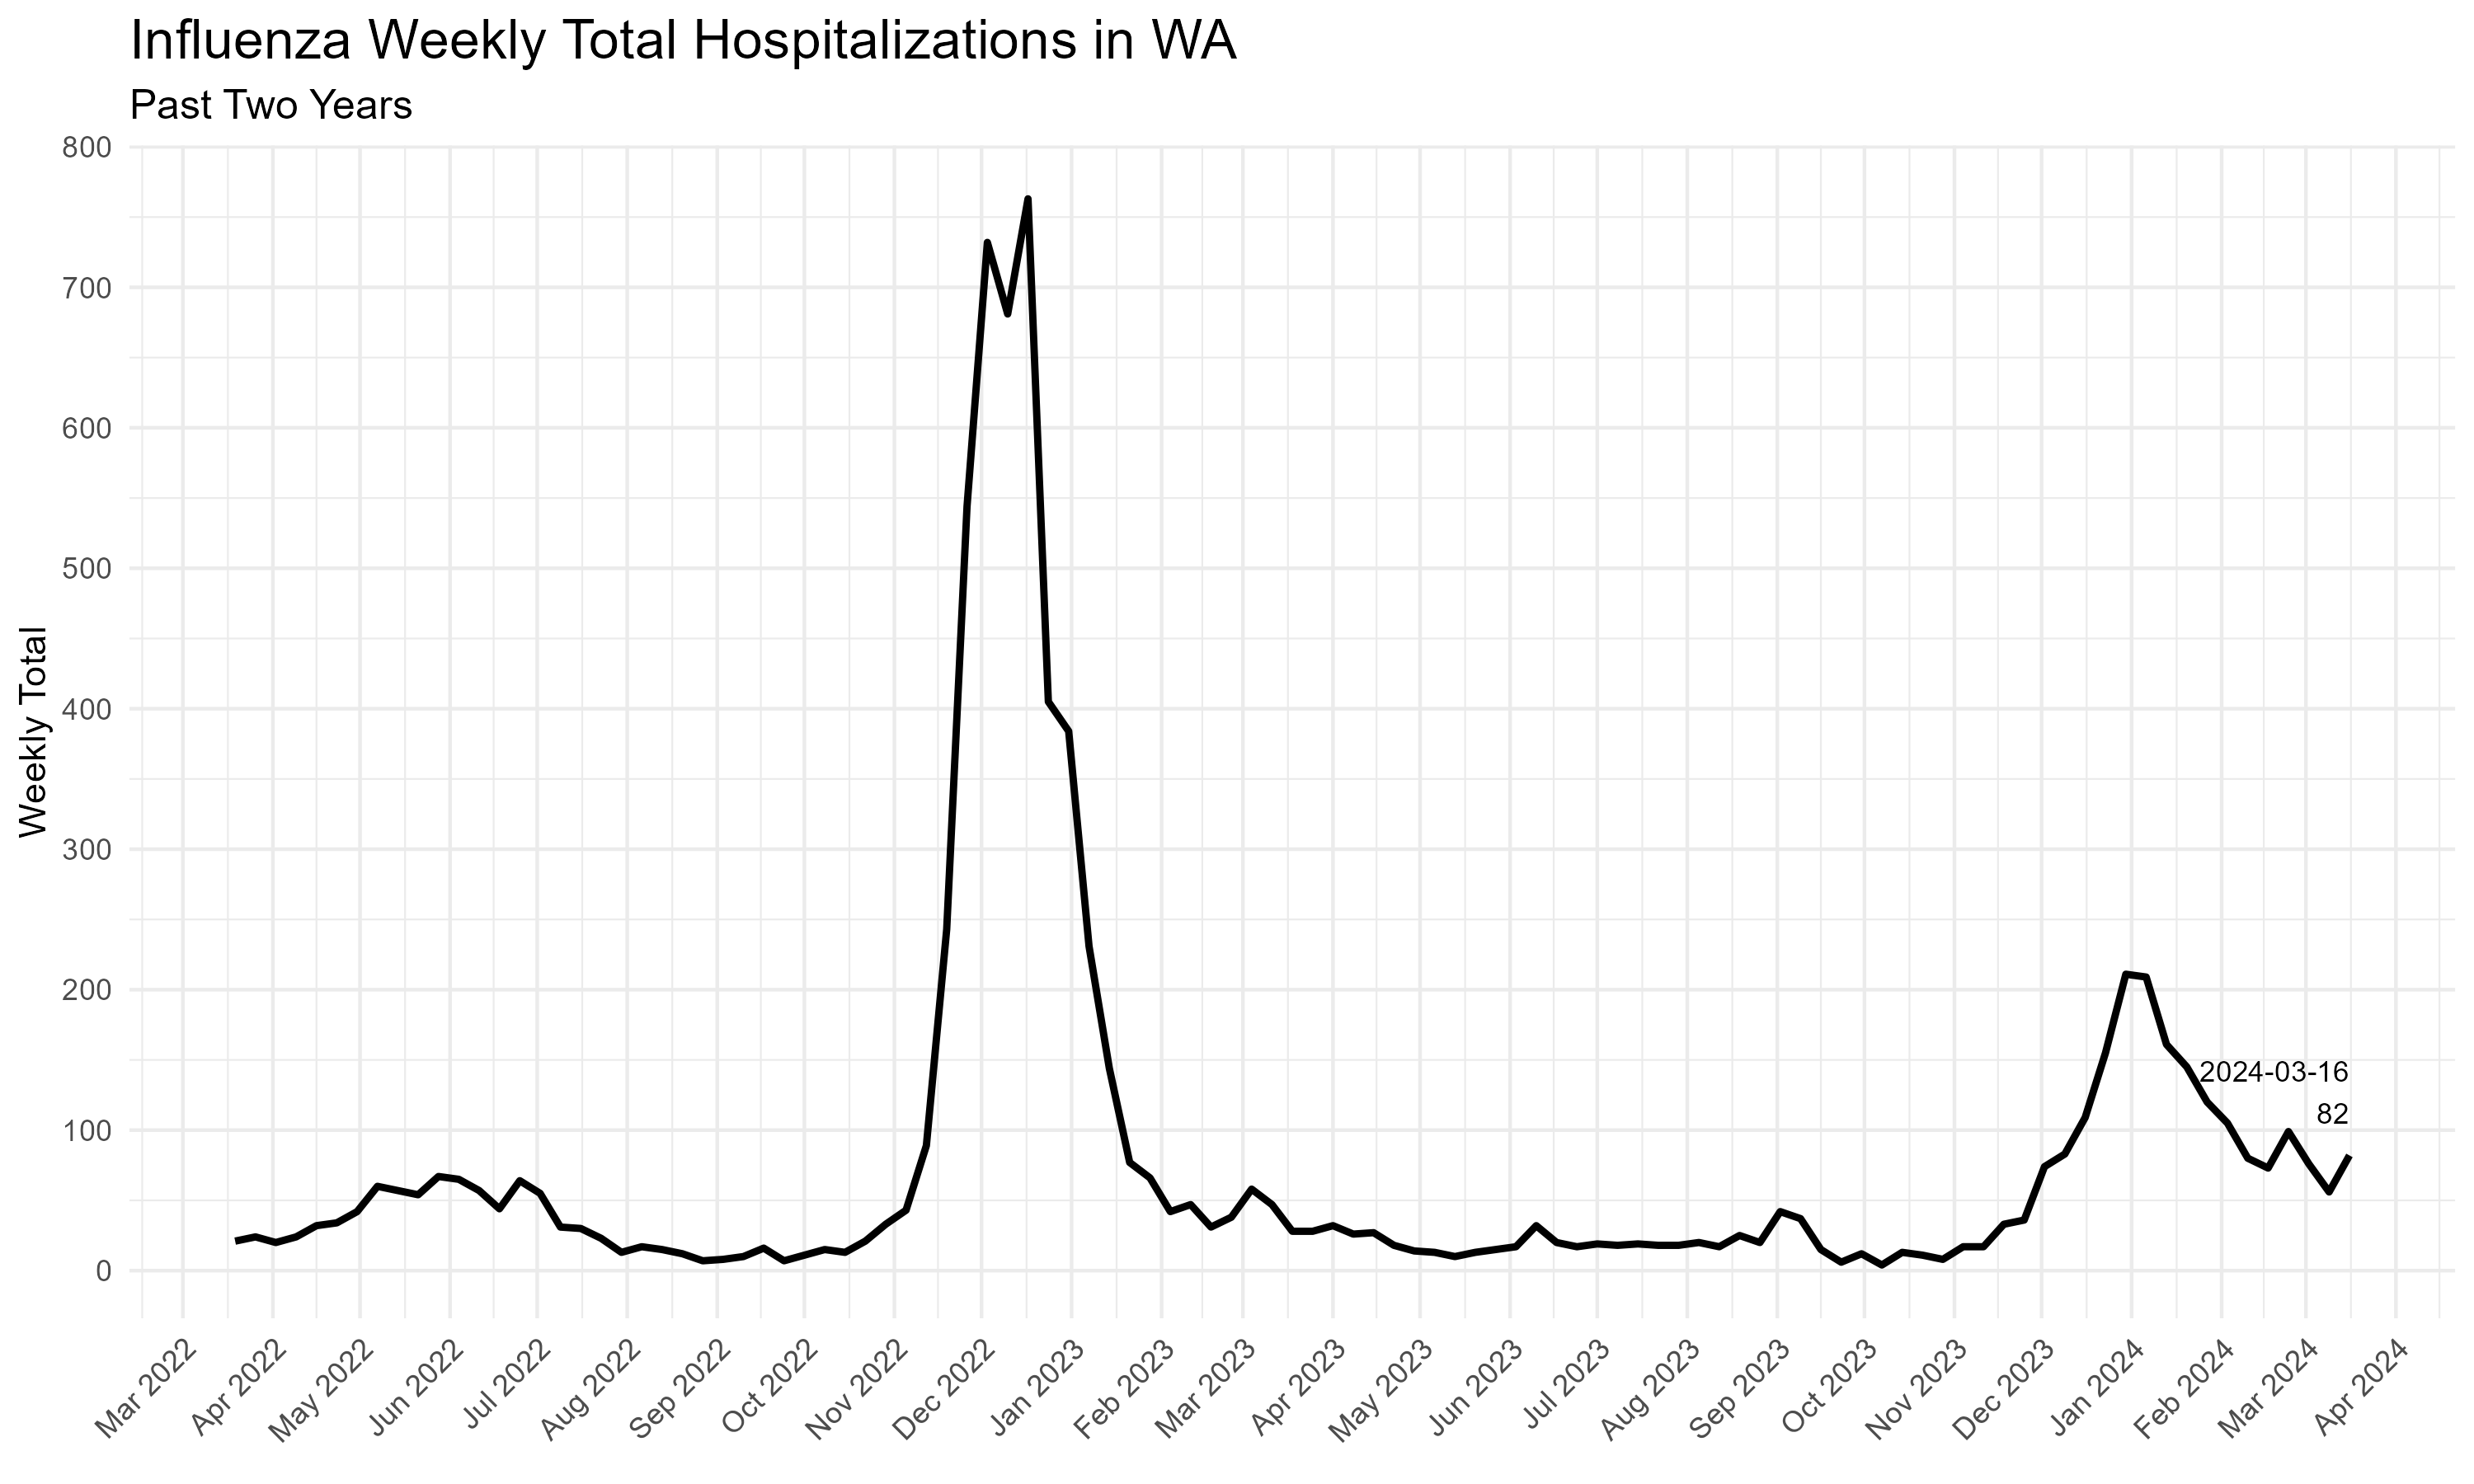 Influenza Weekly Total Hospitalizations in WA
Past Two Years
Weekly Total
800
700
600
500
400
300
200
100
0
2024-03-16
82
Mar 2022
Apr 2022
May 2022
Jun 2022
Jul 2022
Aug 2022
Sep 2022
Oct 2022
Nov 2022
Dec 2022
Jan 2023
Feb 2023
Mar 2023
Apr 2023
May 2023
Jun 2023
Jul 2023
Aug 2023
Sep 2023
Oct 2023
Nov 2023
Dec 2023
Jan 2024
Feb 2024
Mar 2024
Apr 2024